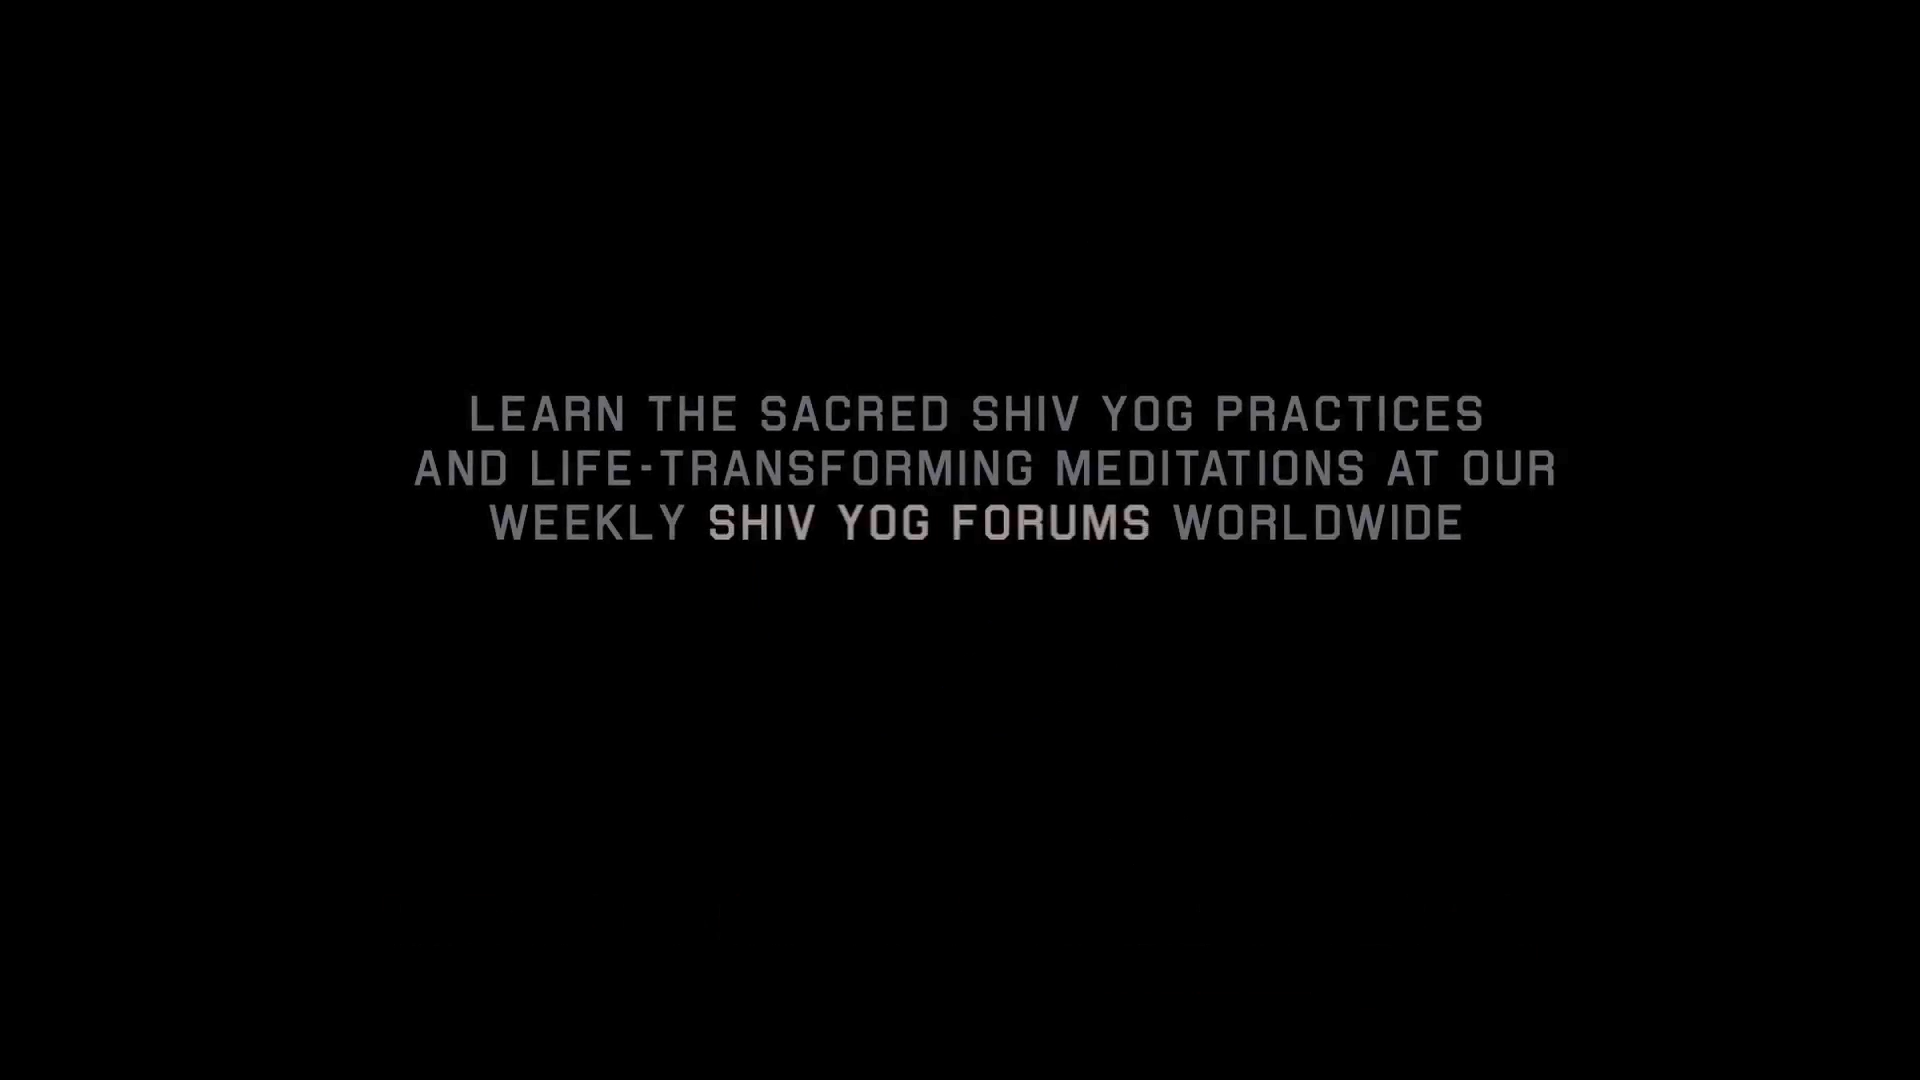 LEARN THE SACRED SHIV YOG PRACTICES
AND LIFE-TRANSFORMING MEDITATIONS AT OUR
WEEKLY SHIV YOG FORUMS WORLDWIDE